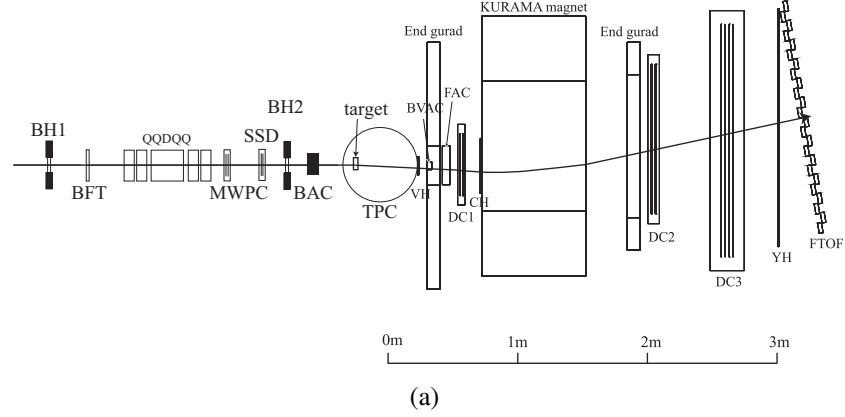 KURAMA magnet
End gurad
End gurad
FAC
BVAC
target
BH2
BH1
QQDQQ
SSD
BFT
MWPC
BAC
TPC
VH
DC1
CH
DC2
DC3
YH
FTOF
0m
1m
2m
3m
(a)